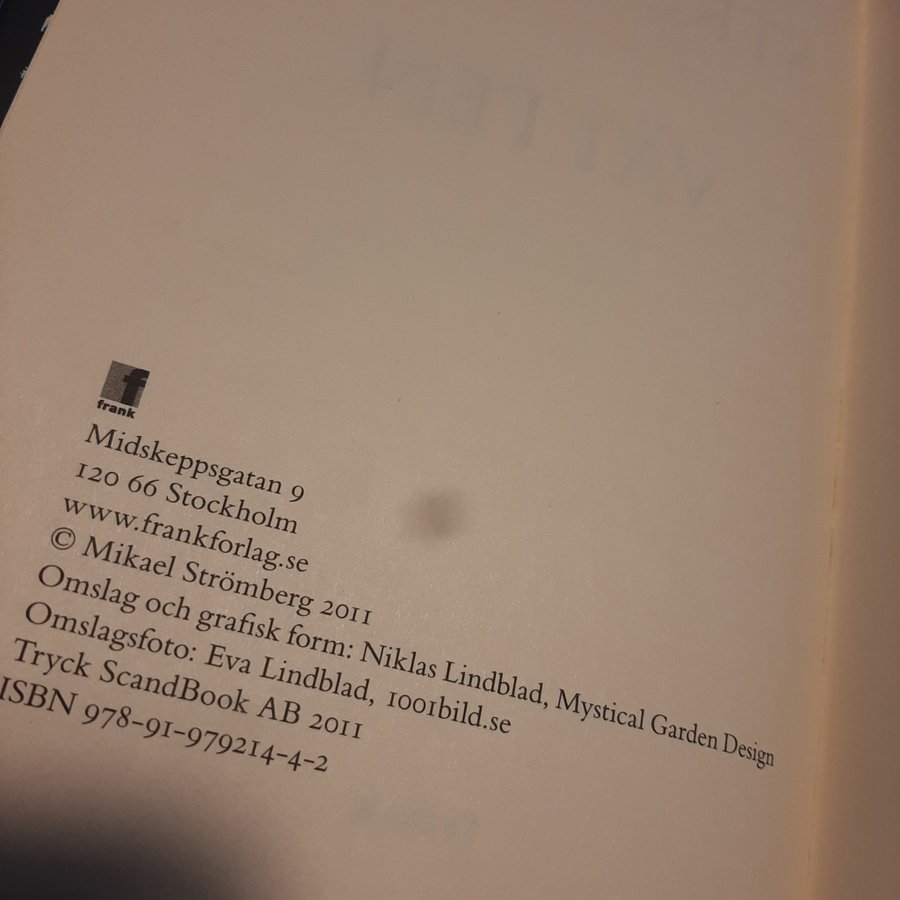 f
frank
Midskeppsgatan 9
120 66 Stockholm
www.frankforlag.se
© Mikael Strömberg 2011
Omslag och grafisk form: Niklas Lindblad, Mystical Garden Design
Omslagsfoto: Eva Lindblad, 1001bild.se
Tryck ScandBook AB 2011
ISBN 978-91-979214-4-2